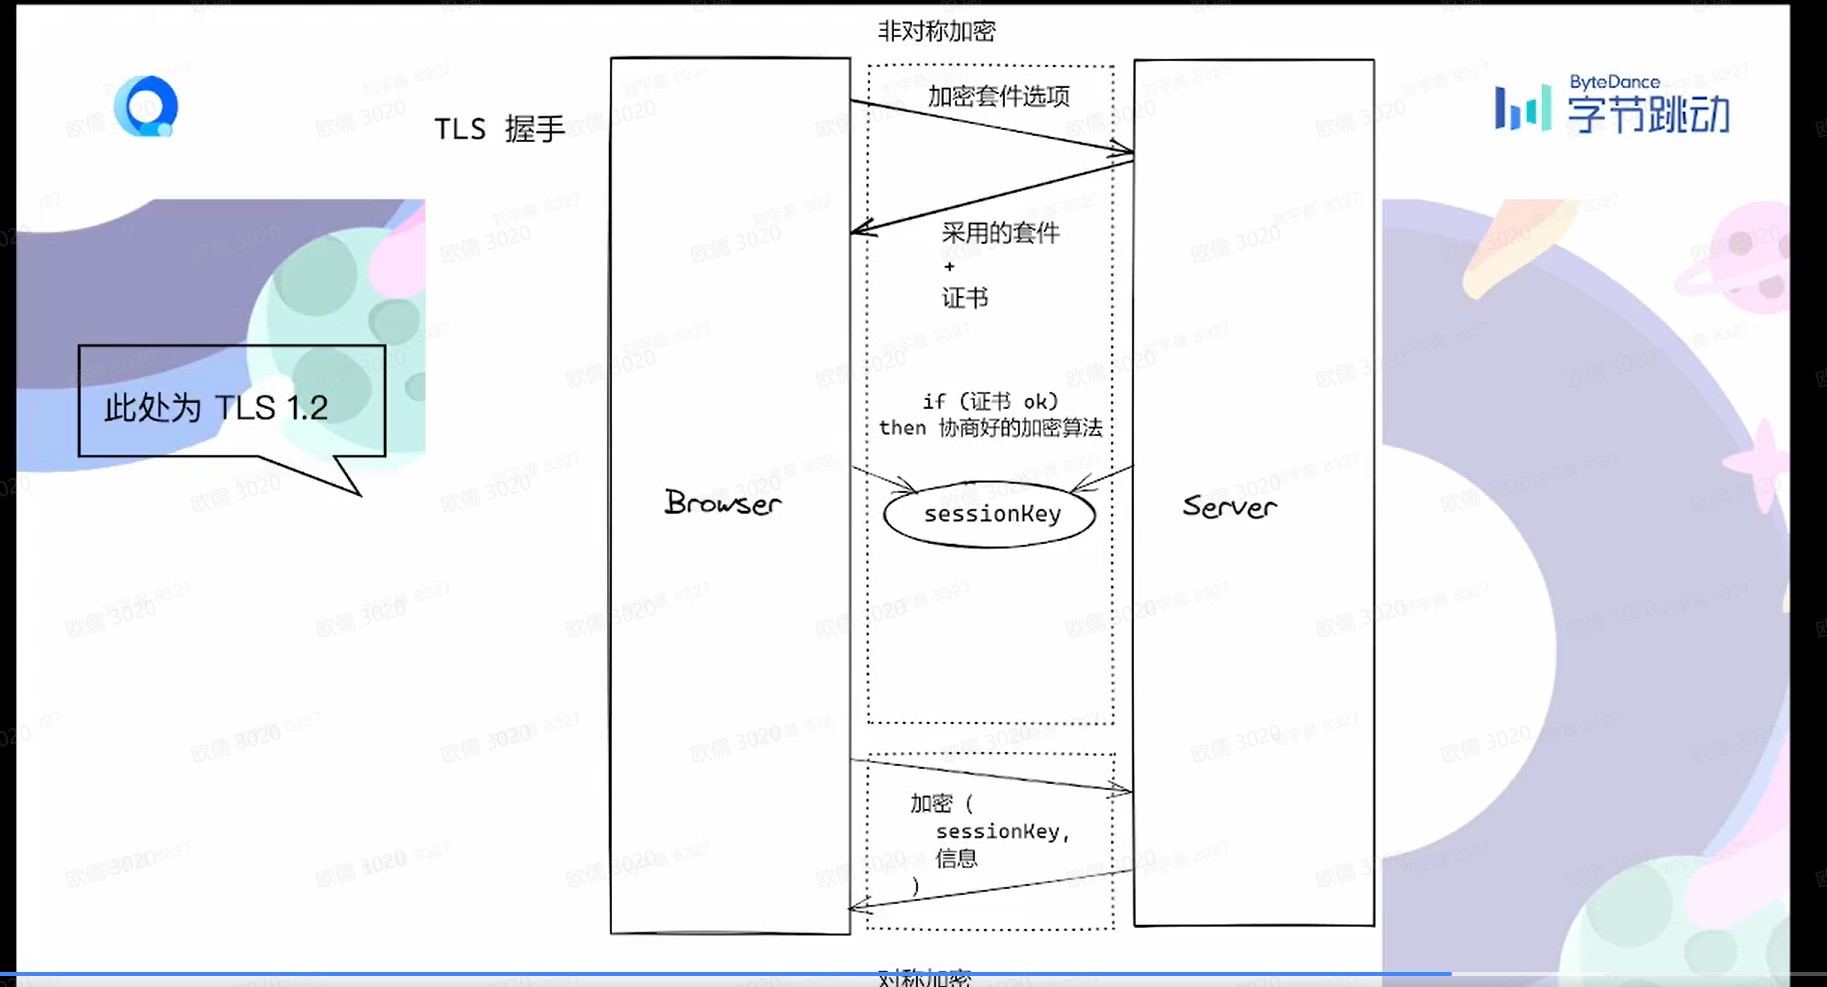 非对称加密
ByteDance
字节跳动
加密套件选项
TLS 握手
采用的套件
+
证书
此处为 TLS 1.2
if (证书 ok)
then 协商好的加密算法
Browser
sessionKey
Server
加密 (
sessionKey,
信息
)
对称加密
欧儒 3020